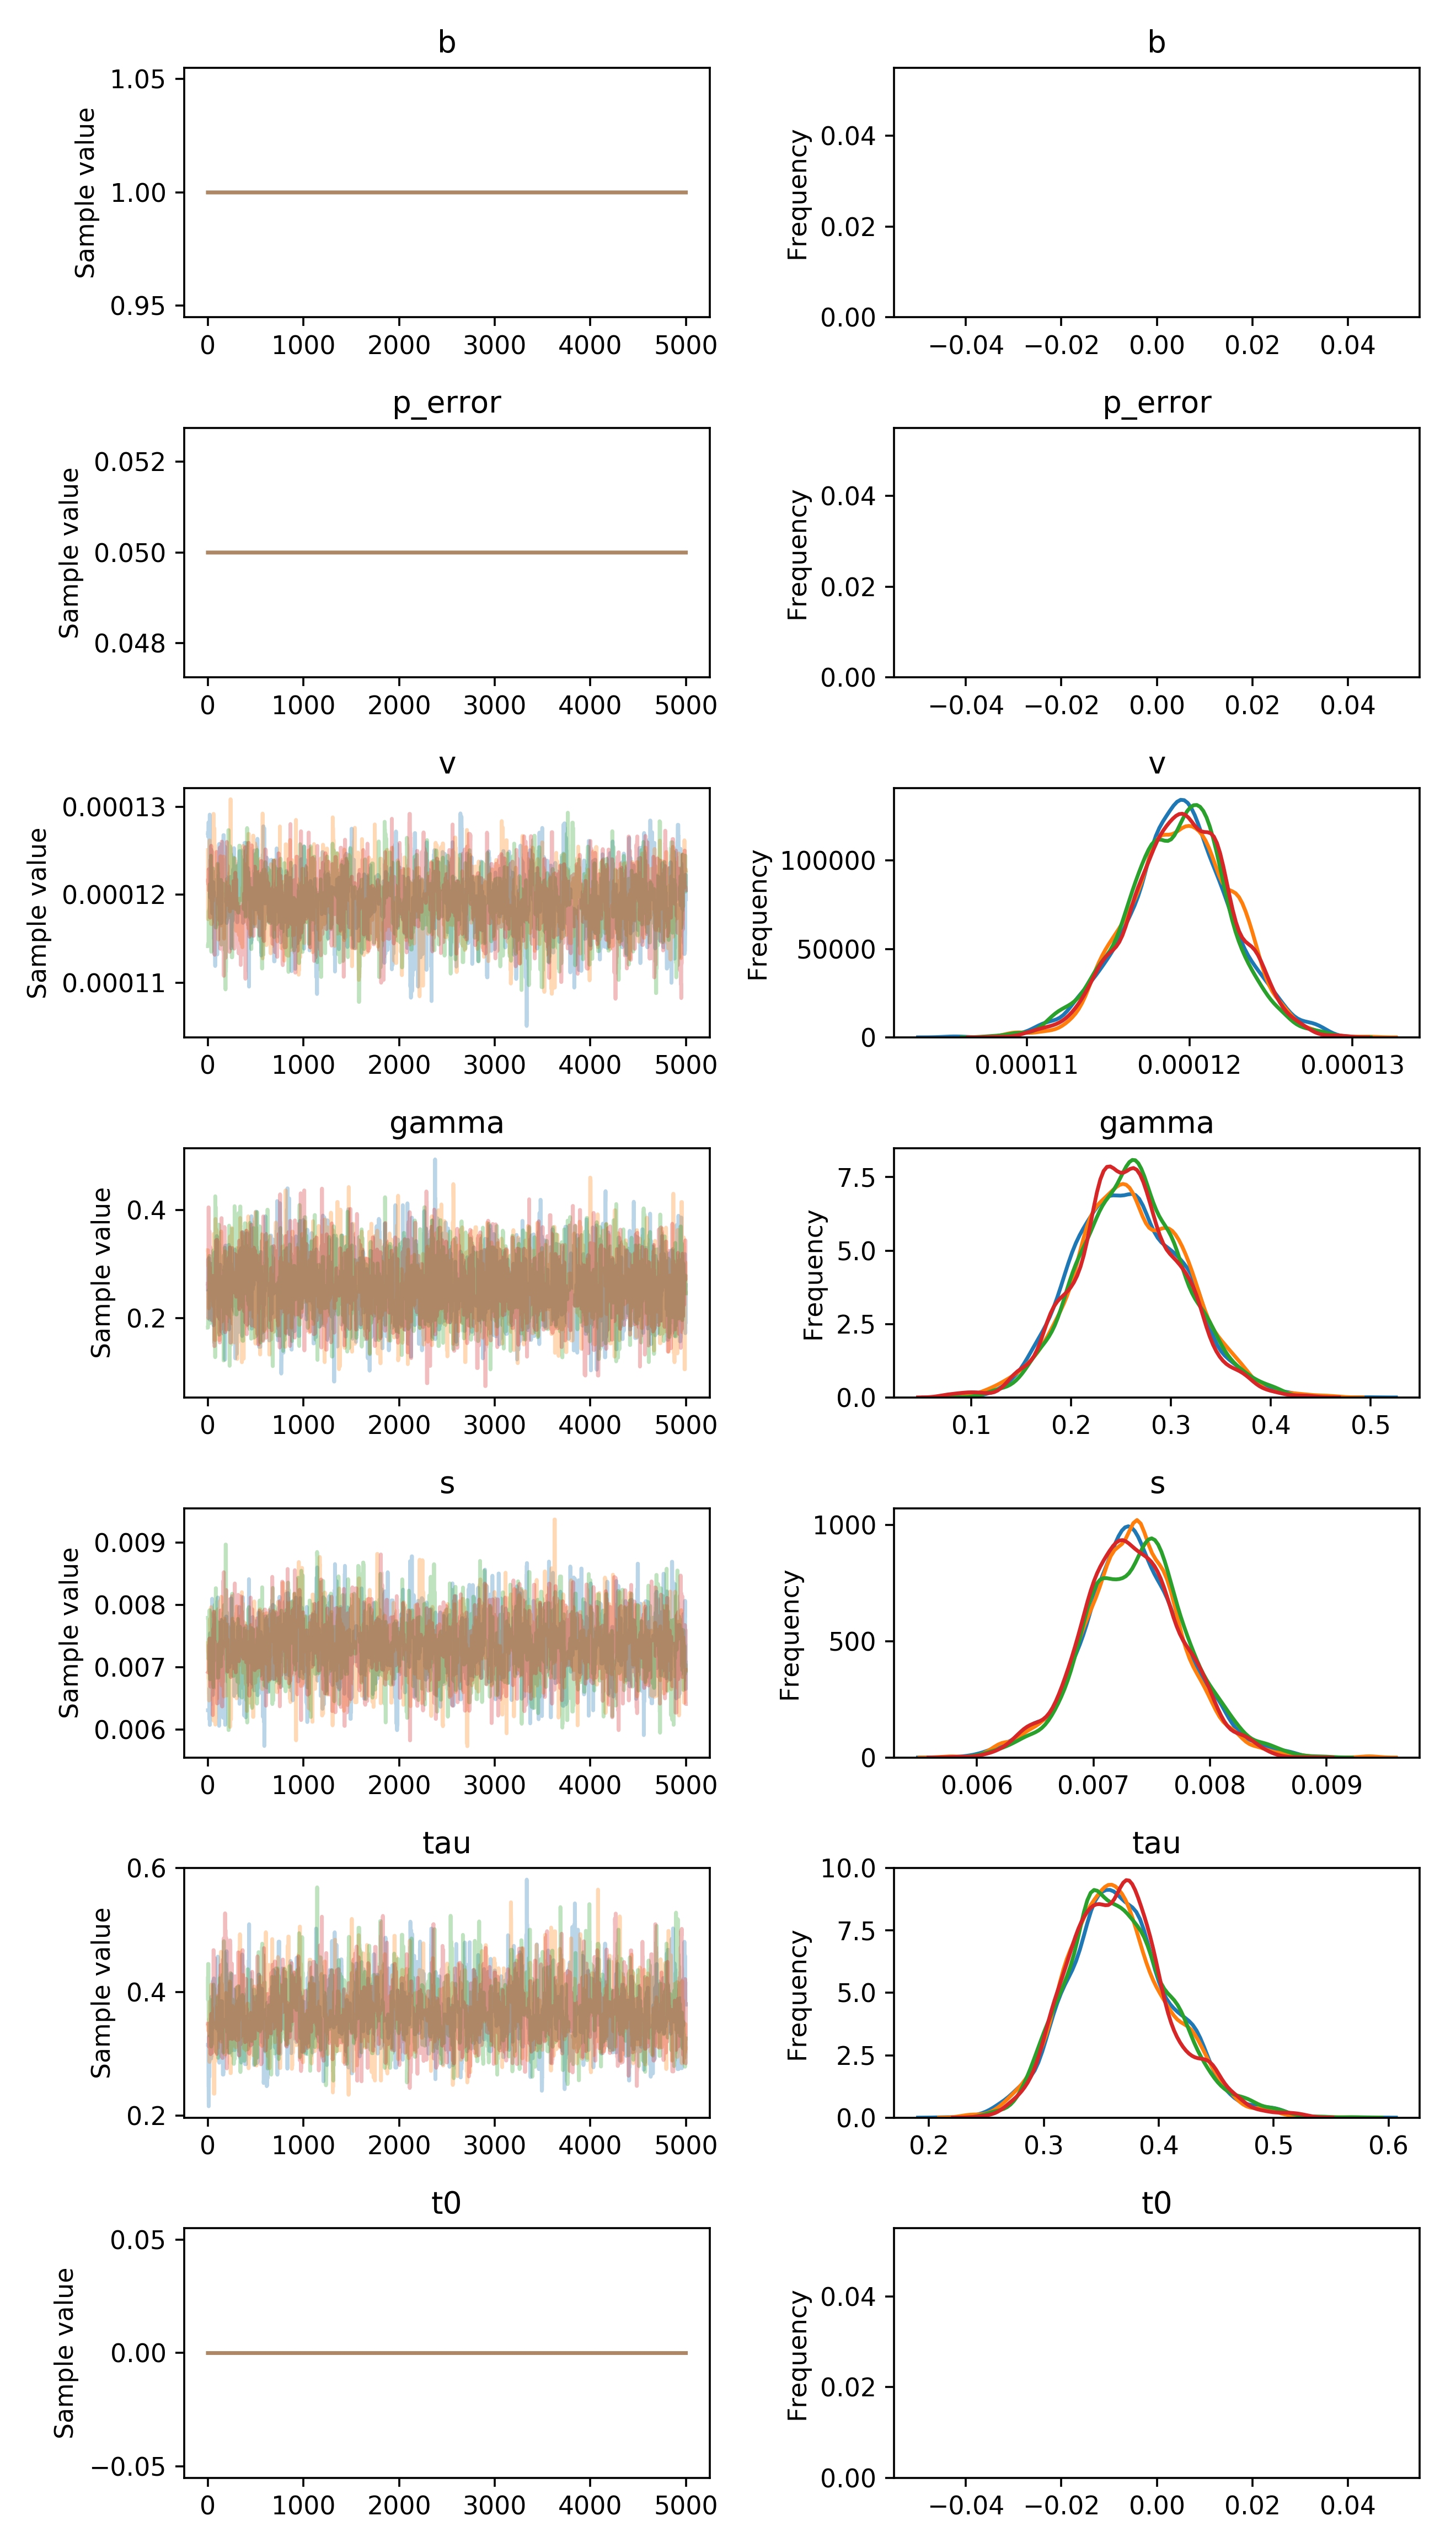 b
b
1.05
1.00
0.95
Sample value
0 1000 2000 3000 4000 5000
0.04
0.02
0.00
Frequency
−0.04 −0.02 0.00 0.02 0.04
p_error
p_error
0.052
0.050
0.048
Sample value
0 1000 2000 3000 4000 5000
0.04
0.02
0.00
Frequency
−0.04 −0.02 0.00 0.02 0.04
v
v
0.00013
0.00012
0.00011
Sample value
0 1000 2000 3000 4000 5000
100000
50000
0
Frequency
0.00011 0.00012 0.00013
gamma
gamma
0.4
0.2
Sample value
0 1000 2000 3000 4000 5000
7.5
5.0
2.5
0.0
Frequency
0.1 0.2 0.3 0.4 0.5
s
s
0.009
0.008
0.007
0.006
Sample value
0 1000 2000 3000 4000 5000
1000
500
0
Frequency
0.006 0.007 0.008 0.009
tau
tau
0.6
0.4
0.2
Sample value
0 1000 2000 3000 4000 5000
10.0
7.5
5.0
2.5
0.0
Frequency
0.2 0.3 0.4 0.5 0.6
t0
t0
0.05
0.00
−0.05
Sample value
0 1000 2000 3000 4000 5000
0.04
0.02
0.00
Frequency
−0.04 −0.02 0.00 0.02 0.04